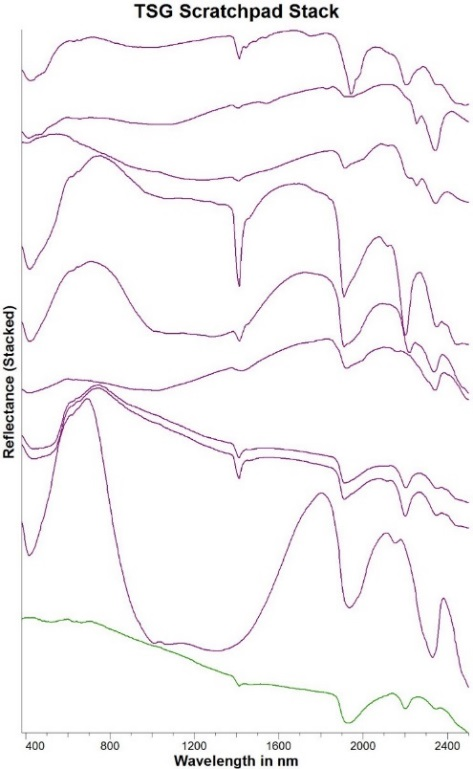 TSG Scratchpad Stack
Reflectance (Stacked)
400 800 1200 1600 2000 2400
Wavelength in nm